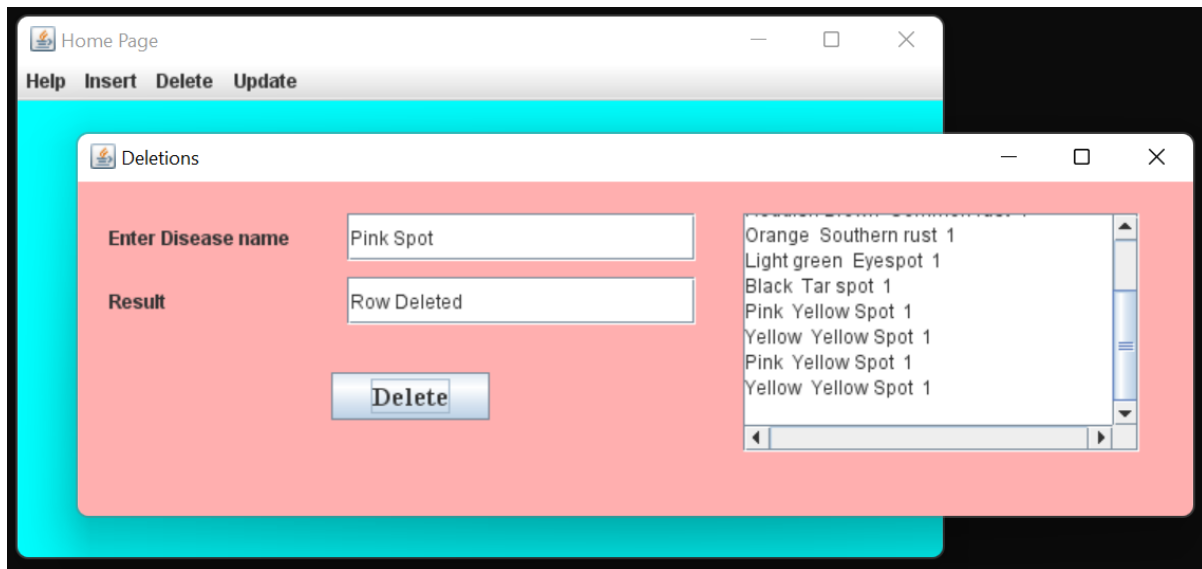 Home Page
Help Insert Delete Update
Deletions
Enter Disease name
Pink Spot
Result
Row Deleted
Delete
Orange Southern rust 1
Light green Eyespot 1
Black Tar spot 1
Pink Yellow Spot 1
Yellow Yellow Spot 1
Pink Yellow Spot 1
Yellow Yellow Spot 1